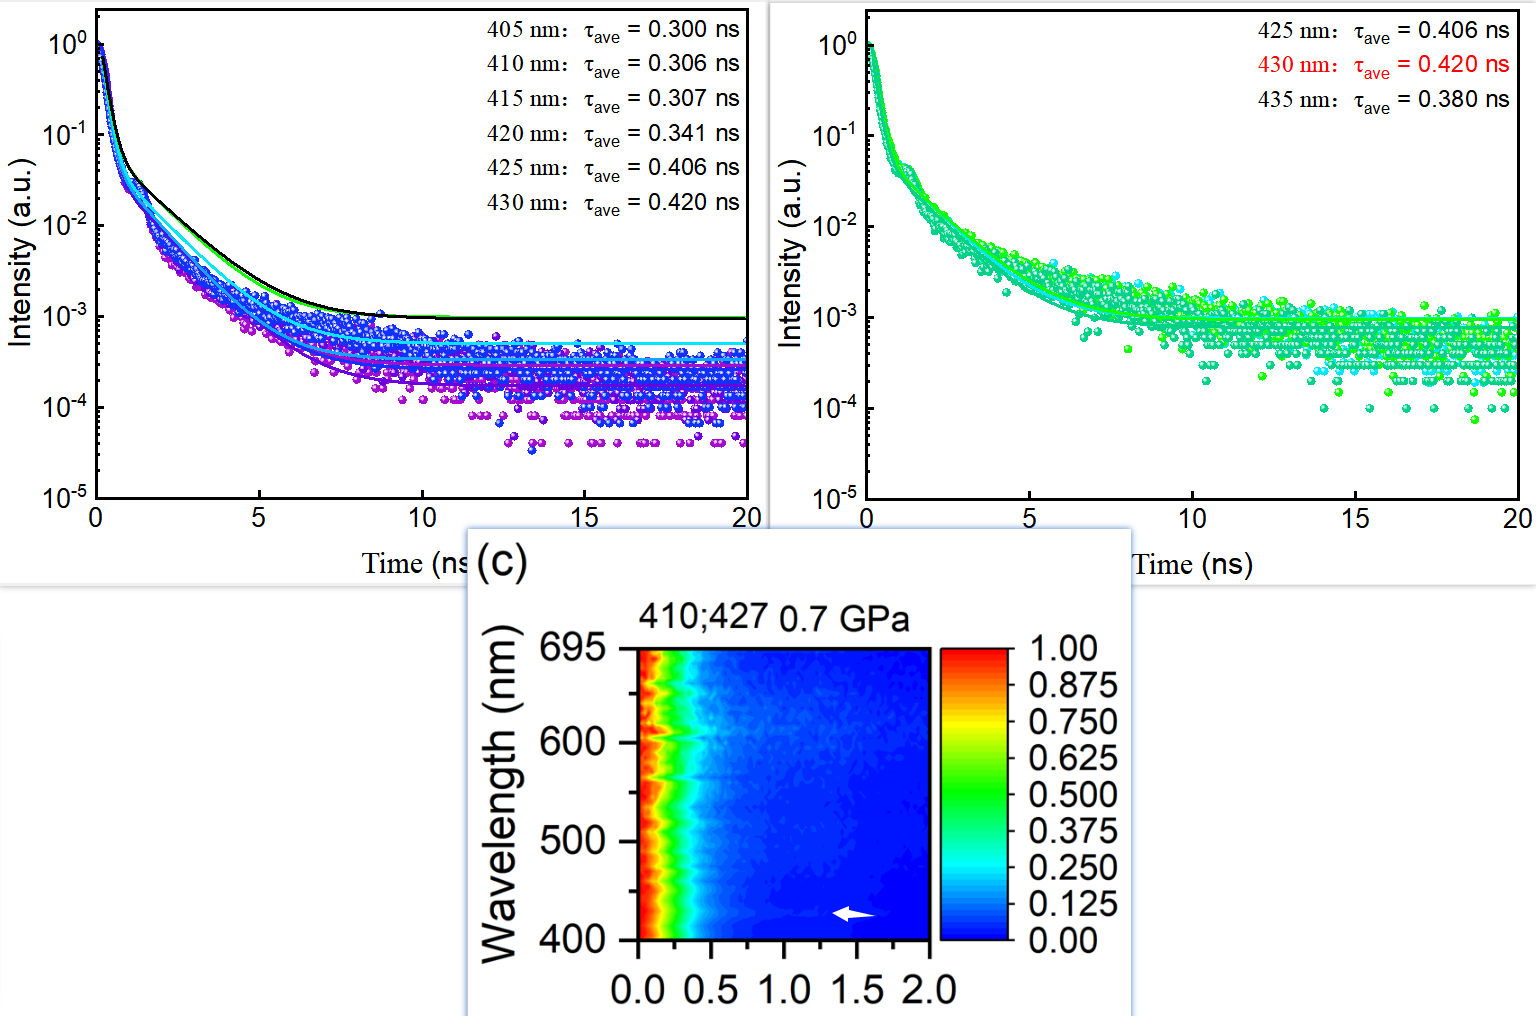 405 nm: τave = 0.300 ns
410 nm: τave = 0.306 ns
415 nm: τave = 0.307 ns
420 nm: τave = 0.341 ns
425 nm: τave = 0.406 ns
430 nm: τave = 0.420 ns
10^0
10^-1
10^-2
10^-3
10^-4
10^-5
Intensity (a.u.)
0 5 10 15 20
Time (ns
425 nm: τave = 0.406 ns
430 nm: τave = 0.420 ns
435 nm: τave = 0.380 ns
10^0
10^-1
10^-2
10^-3
10^-4
10^-5
Intensity (a.u.)
0 5 10 15 20
Time (ns)
(c)
410;427 0.7 GPa
Wavelength (nm)
695
600
500
400
0.0 0.5 1.0 1.5 2.0
1.00
0.875
0.750
0.625
0.500
0.375
0.250
0.125
0.00